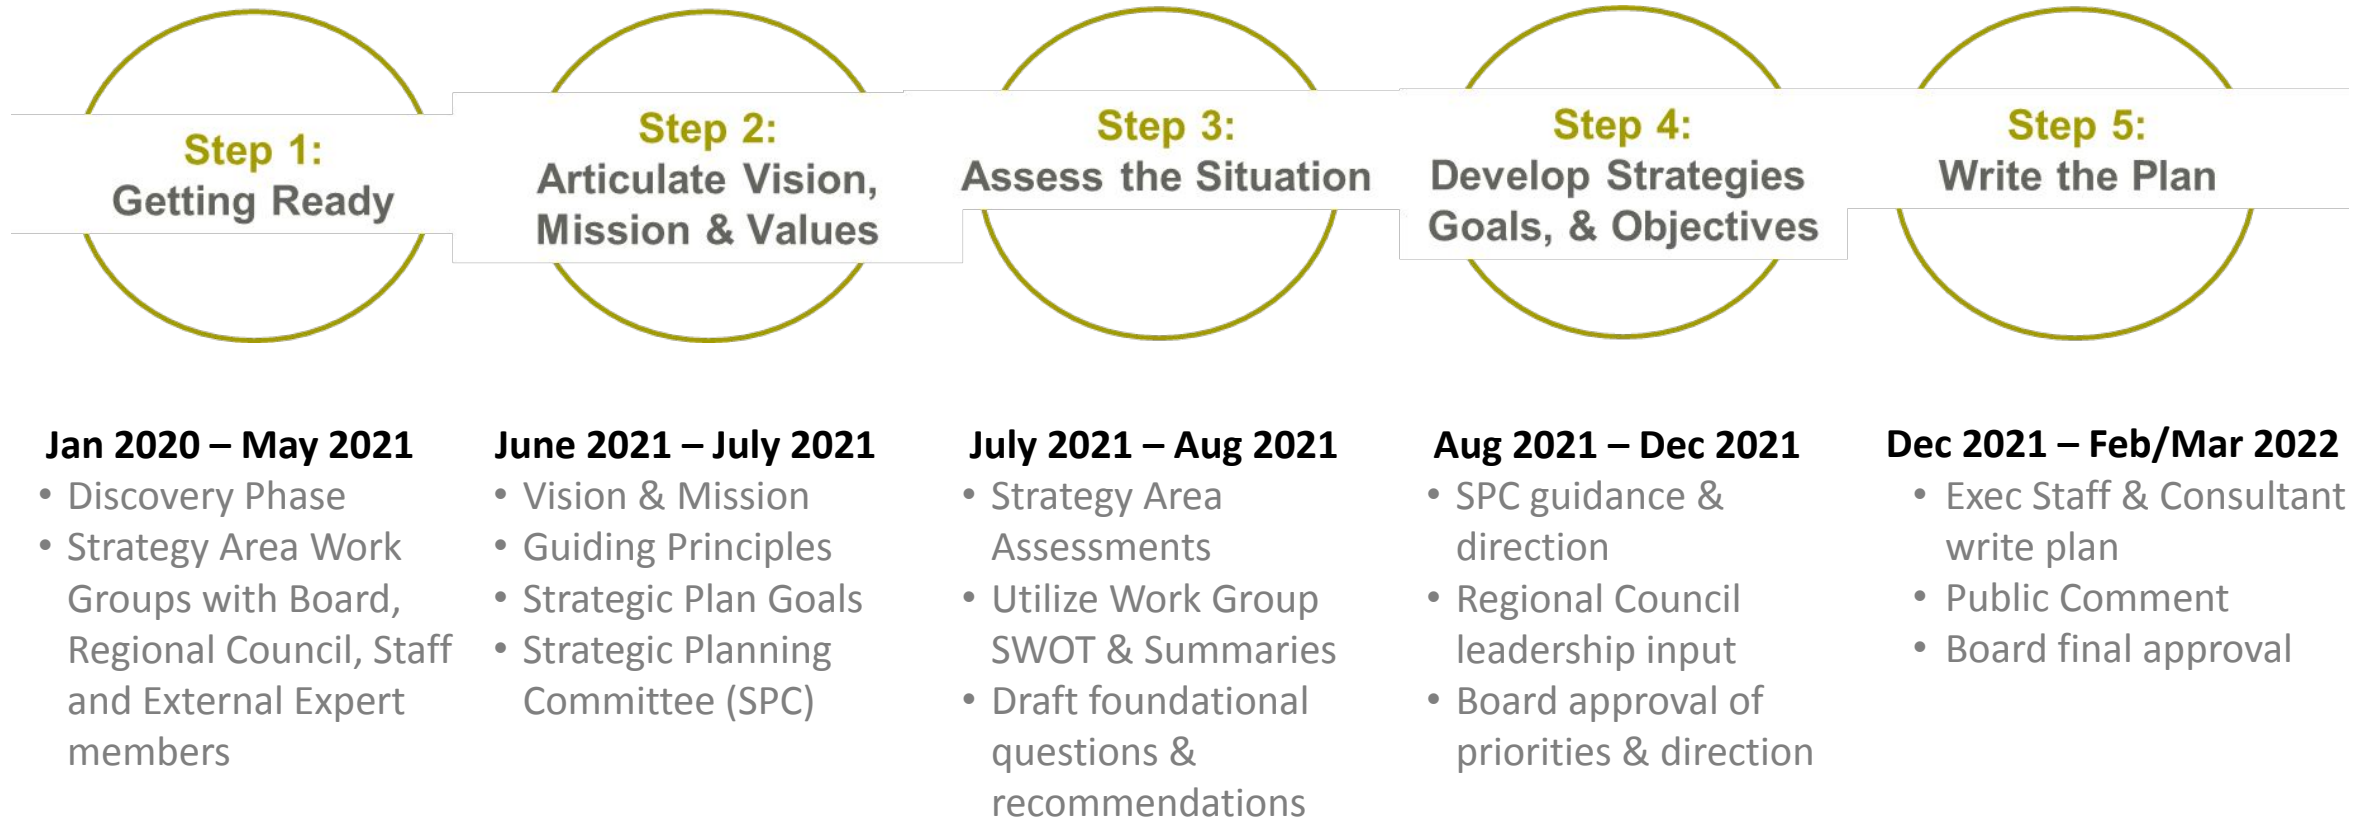 Step 1:
Getting Ready
Step 2:
Articulate Vision,
Mission & Values
Step 3:
Assess the Situation
Step 4:
Develop Strategies
Goals, & Objectives
Step 5:
Write the Plan
Jan 2020 – May 2021
• Discovery Phase
• Strategy Area Work
Groups with Board,
Regional Council, Staff
and External Expert
members
June 2021 – July 2021
• Vision & Mission
• Guiding Principles
• Strategic Plan Goals
• Strategic Planning
Committee (SPC)
July 2021 – Aug 2021
• Strategy Area
Assessments
• Utilize Work Group
SWOT & Summaries
• Draft foundational
questions &
recommendations
Aug 2021 – Dec 2021
• SPC guidance &
direction
• Regional Council
leadership input
• Board approval of
priorities & direction
Dec 2021 – Feb/Mar 2022
• Exec Staff & Consultant
write plan
• Public Comment
• Board final approval